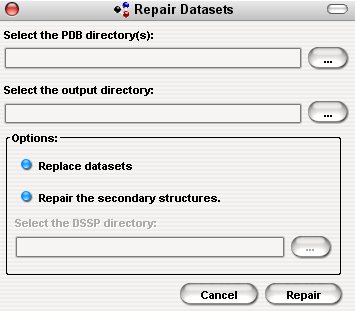 Repair Datasets
Select the PDB directory(s):
...
Select the output directory:
...
Options:
Replace datasets
Repair the secondary structures.
Select the DSSP directory:
...
Cancel Repair